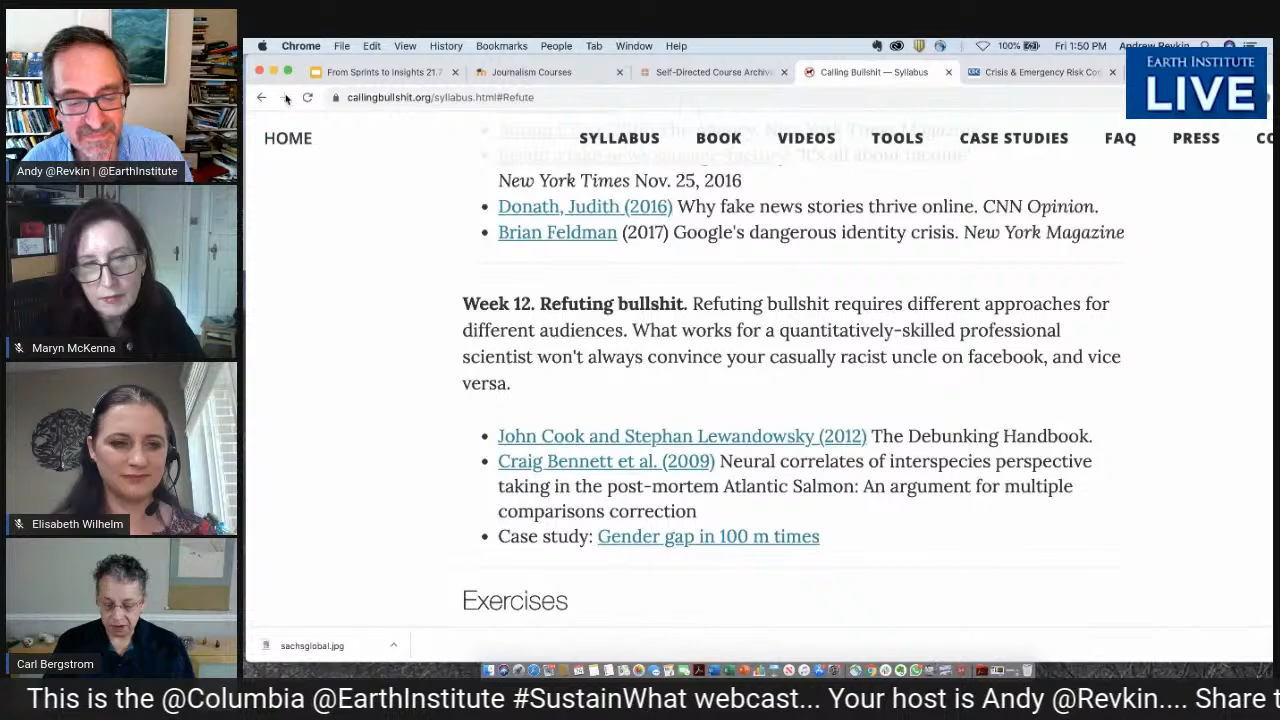 Andy @Revkin | @EarthInstitute
Maryn McKenna
Elisabeth Wilhelm
Carl Bergstrom
Chrome File Edit View History Bookmarks People Tab Window Help
100%
Fri 1:50 PM Andrew Revkin
From Sprints to Insights 21.7
Journalism Courses
Self-Directed Course Archive
Calling Bullshit — Syllabus
Crisis & Emergency Risk Co
callingbullshit.org/syllabus.html#Refute
EARTH INSTITUTE
LIVE
HOME SYLLABUS BOOK VIDEOS TOOLS CASE STUDIES FAQ PRESS CO
New York Times Nov. 25, 2016
Donath, Judith (2016) Why fake news stories thrive online. CNN Opinion.
Brian Feldman (2017) Google's dangerous identity crisis. New York Magazine
Week 12. Refuting bullshit. Refuting bullshit requires different approaches for
different audiences. What works for a quantitatively-skilled professional
scientist won't always convince your casually racist uncle on facebook, and vice
versa.
John Cook and Stephan Lewandowsky (2012) The Debunking Handbook.
Craig Bennett et al. (2009) Neural correlates of interspecies perspective
taking in the post-mortem Atlantic Salmon: An argument for multiple
comparisons correction
Case study: Gender gap in 100 m times
Exercises
sachsglobal.jpg
This is the @Columbia @EarthInstitute #SustainWhat webcast... Your host is Andy @Revkin.... Share t